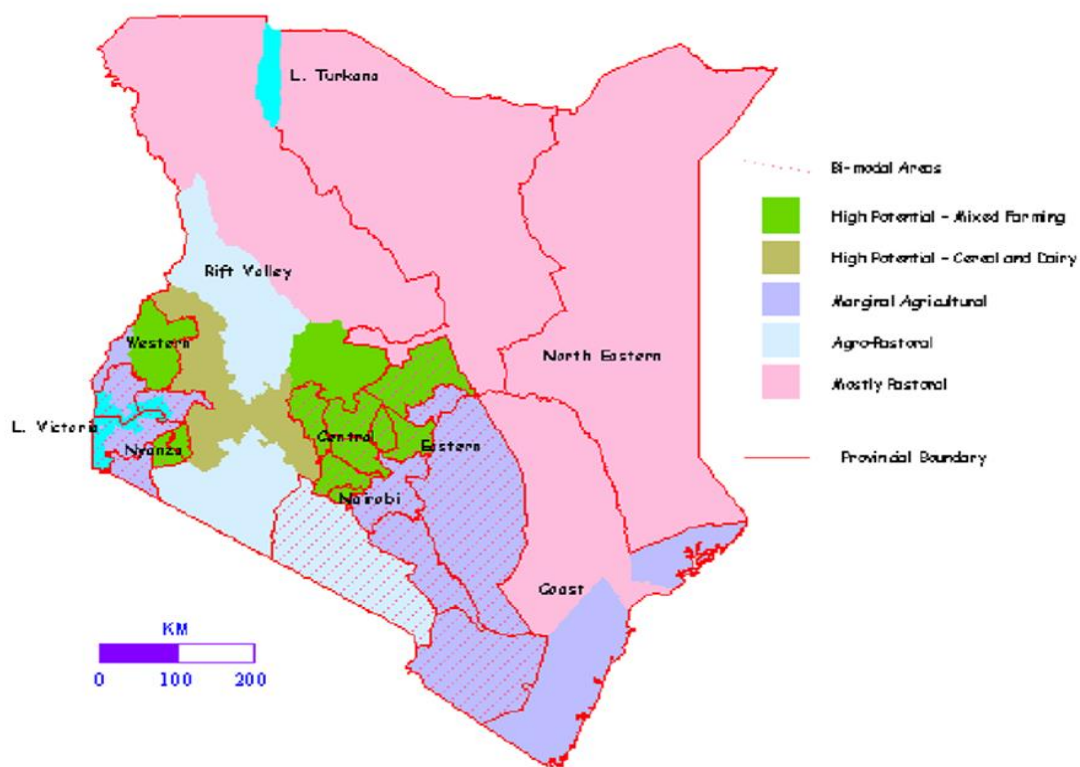 L. Turkana
Bi-modal Areas
High Potential - Mixed Farming
High Potential - Cereal and Dairy
Rift Valley
Marginal Agricultural
Western
Agro-Pastoral
North Eastern
Mostly Pastoral
L. Victoria
Central
Eastern
Nyanza
Provincial Boundary
Nairobi
Coast
KM
0 100 200